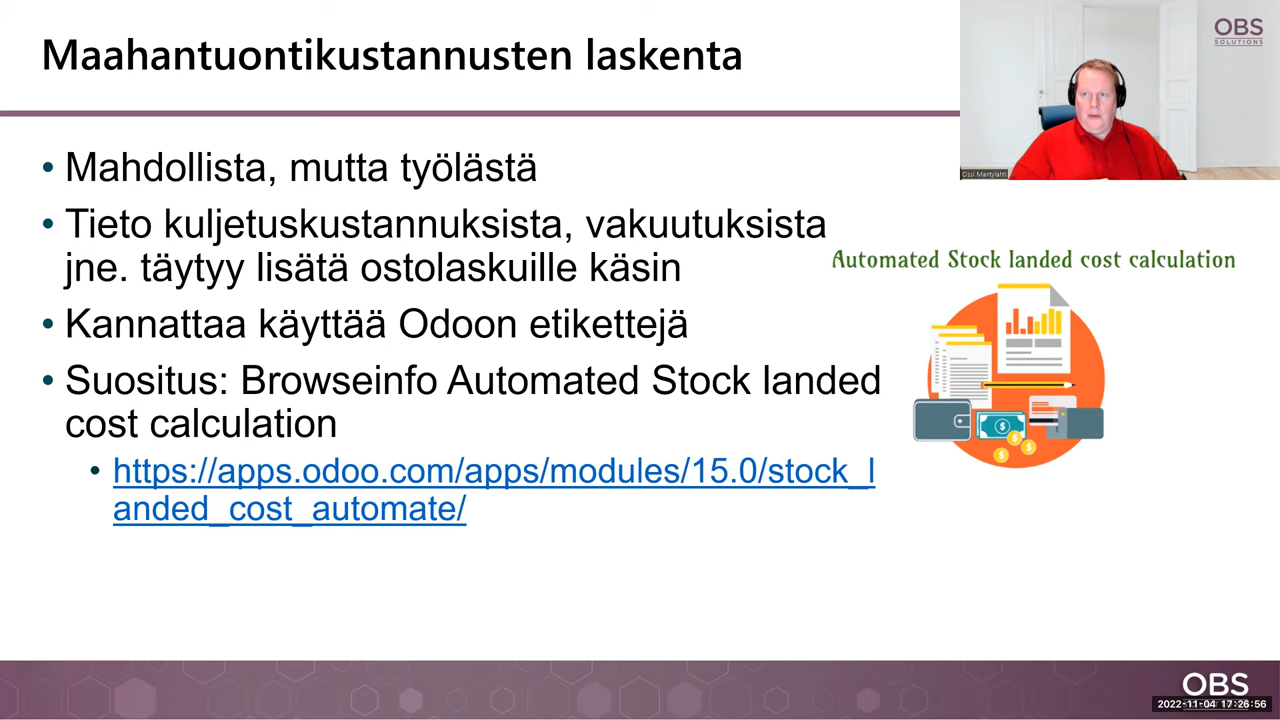 Maahantuontikustannusten laskenta
OBS
SOLUTIONS
Ossi Mäntylahti
• Mahdollista, mutta työlästä
• Tieto kuljetuskustannuksista, vakuutuksista
jne. täytyy lisätä ostolaskuille käsin
• Kannattaa käyttää Odoon etikettejä
• Suositus: Browseinfo Automated Stock landed
cost calculation
• https://apps.odoo.com/apps/modules/15.0/stock_l
anded_cost_automate/
Automated Stock landed cost calculation
OBS
2022-11-04 17:26:56